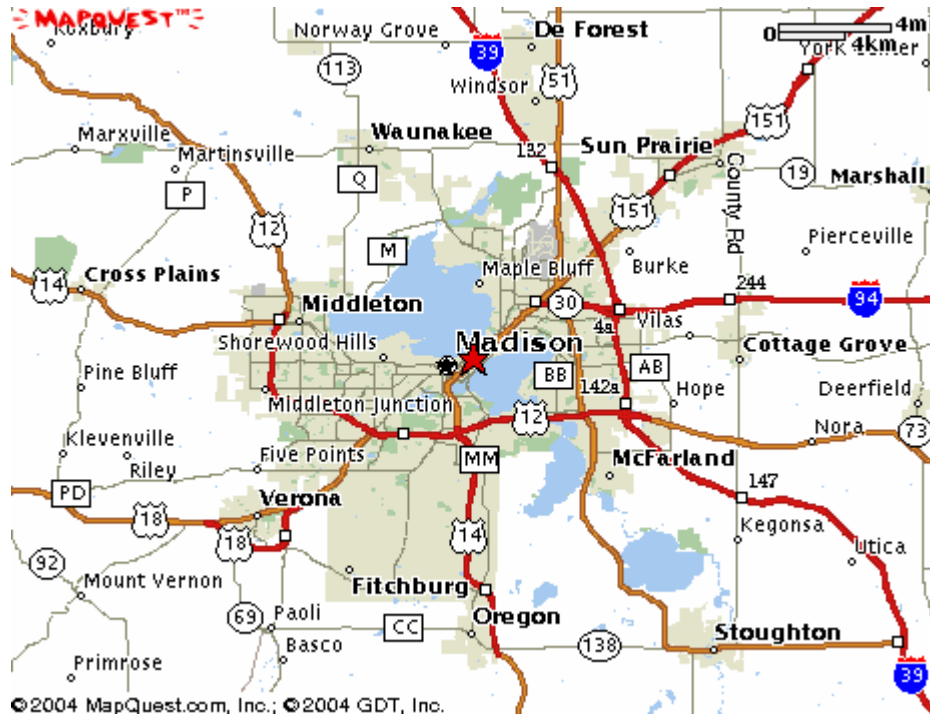 MAPQUEST™
Roxbury
Norway Grove
39
De Forest
0
4m
4km
York Center
113
Windsor
51
151
Marxville
Waunakee
132
Sun Prairie
Martinsville
Q
19
Marshall
P
151
County Rd
12
M
Pierceville
14
Cross Plains
Maple Bluff
Burke
244
Middleton
30
94
4a
Vilas
Shorewood Hills
Madison
Cottage Grove
Pine Bluff
BB
AB
142a
Hope
Deerfield
Middleton Junction
12
Klevenville
Nora
73
Riley
Five Points
MM
McFarland
PD
Verona
147
18
18
14
Kegonsa
92
Utica
Mount Vernon
Fitchburg
69
Paoli
CC
Oregon
Stoughton
Basco
138
Primrose
39
©2004 MapQuest.com, Inc.; ©2004 GDT, Inc.